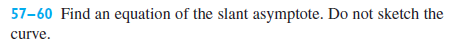 57–60 Find an equation of the slant asymptote. Do not sketch the
curve.